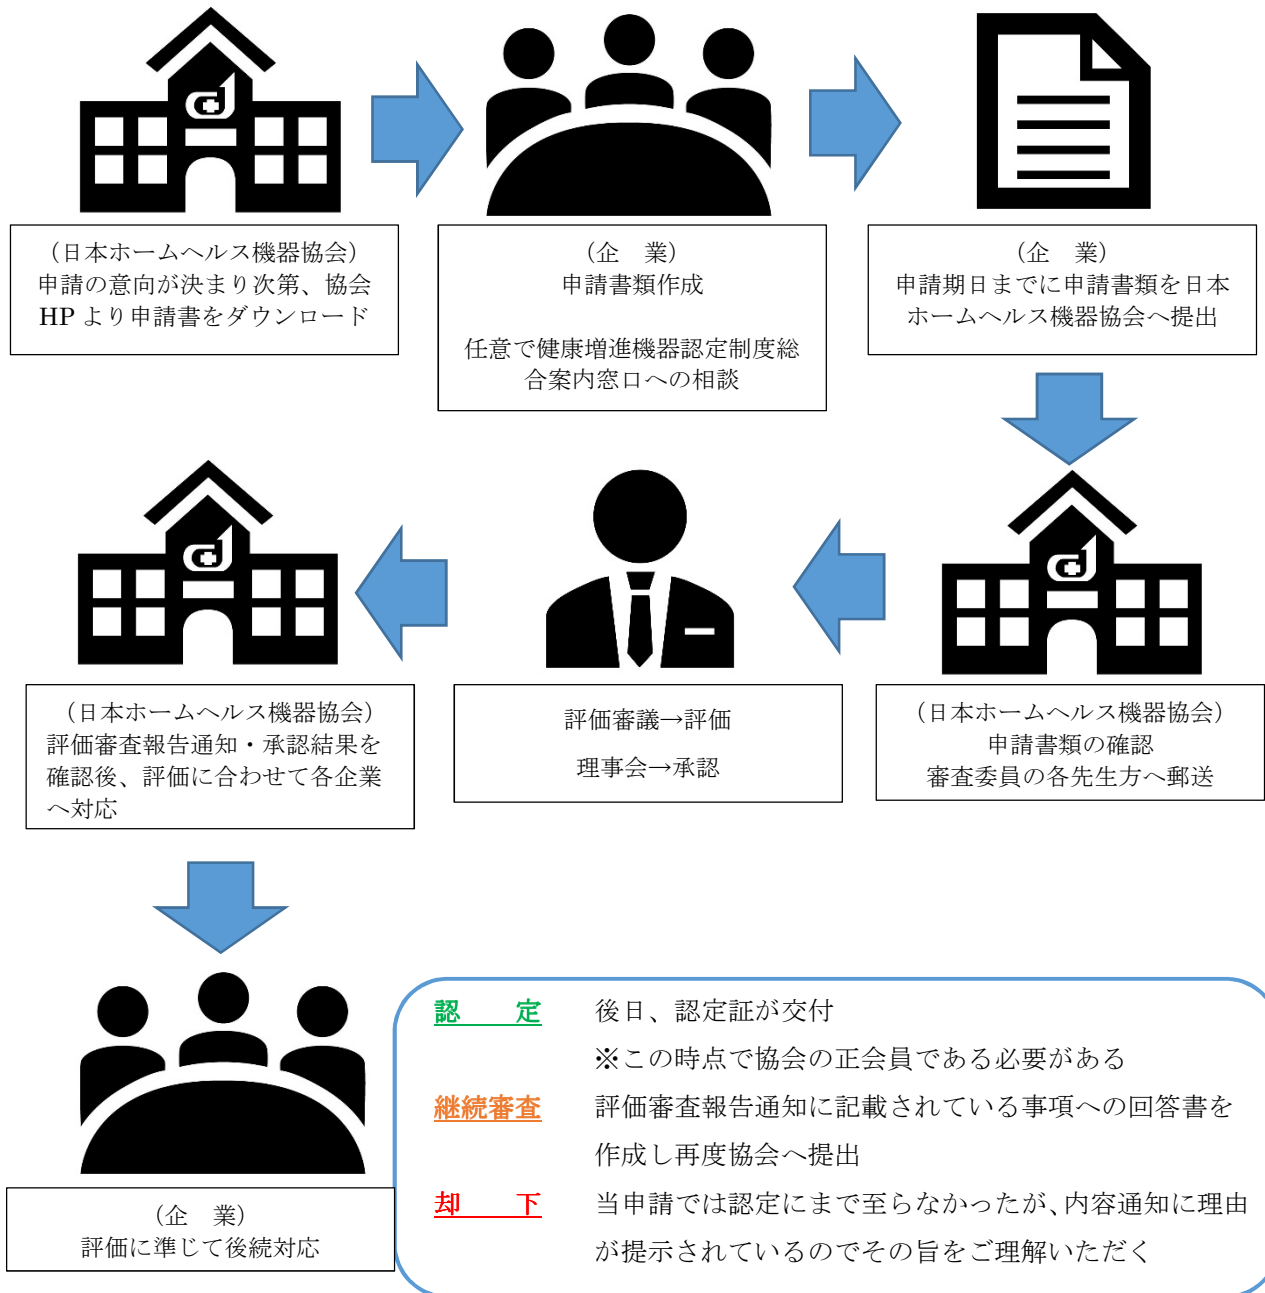 （日本ホームヘルス機器協会）
申請の意向が決まり次第、協会
HP より申請書をダウンロード
（企　業）
申請書類作成
任意で健康増進機器認定制度総
合案内窓口への相談
（企　業）
申請期日までに申請書類を日本
ホームヘルス機器協会へ提出
（日本ホームヘルス機器協会）
申請書類の確認
審査委員の各先生方へ郵送
評価審議→評価
理事会→承認
（日本ホームヘルス機器協会）
評価審査報告通知・承認結果を
確認後、評価に合わせて各企業
へ対応
（企　業）
評価に準じて後続対応
認　　定　後日、認定証が交付
※この時点で協会の正会員である必要がある
継続審査　評価審査報告通知に記載されている事項への回答書を
作成し再度協会へ提出
却　　下　当申請では認定にまで至らなかったが、内容通知に理由
が提示されているのでその旨をご理解いただく